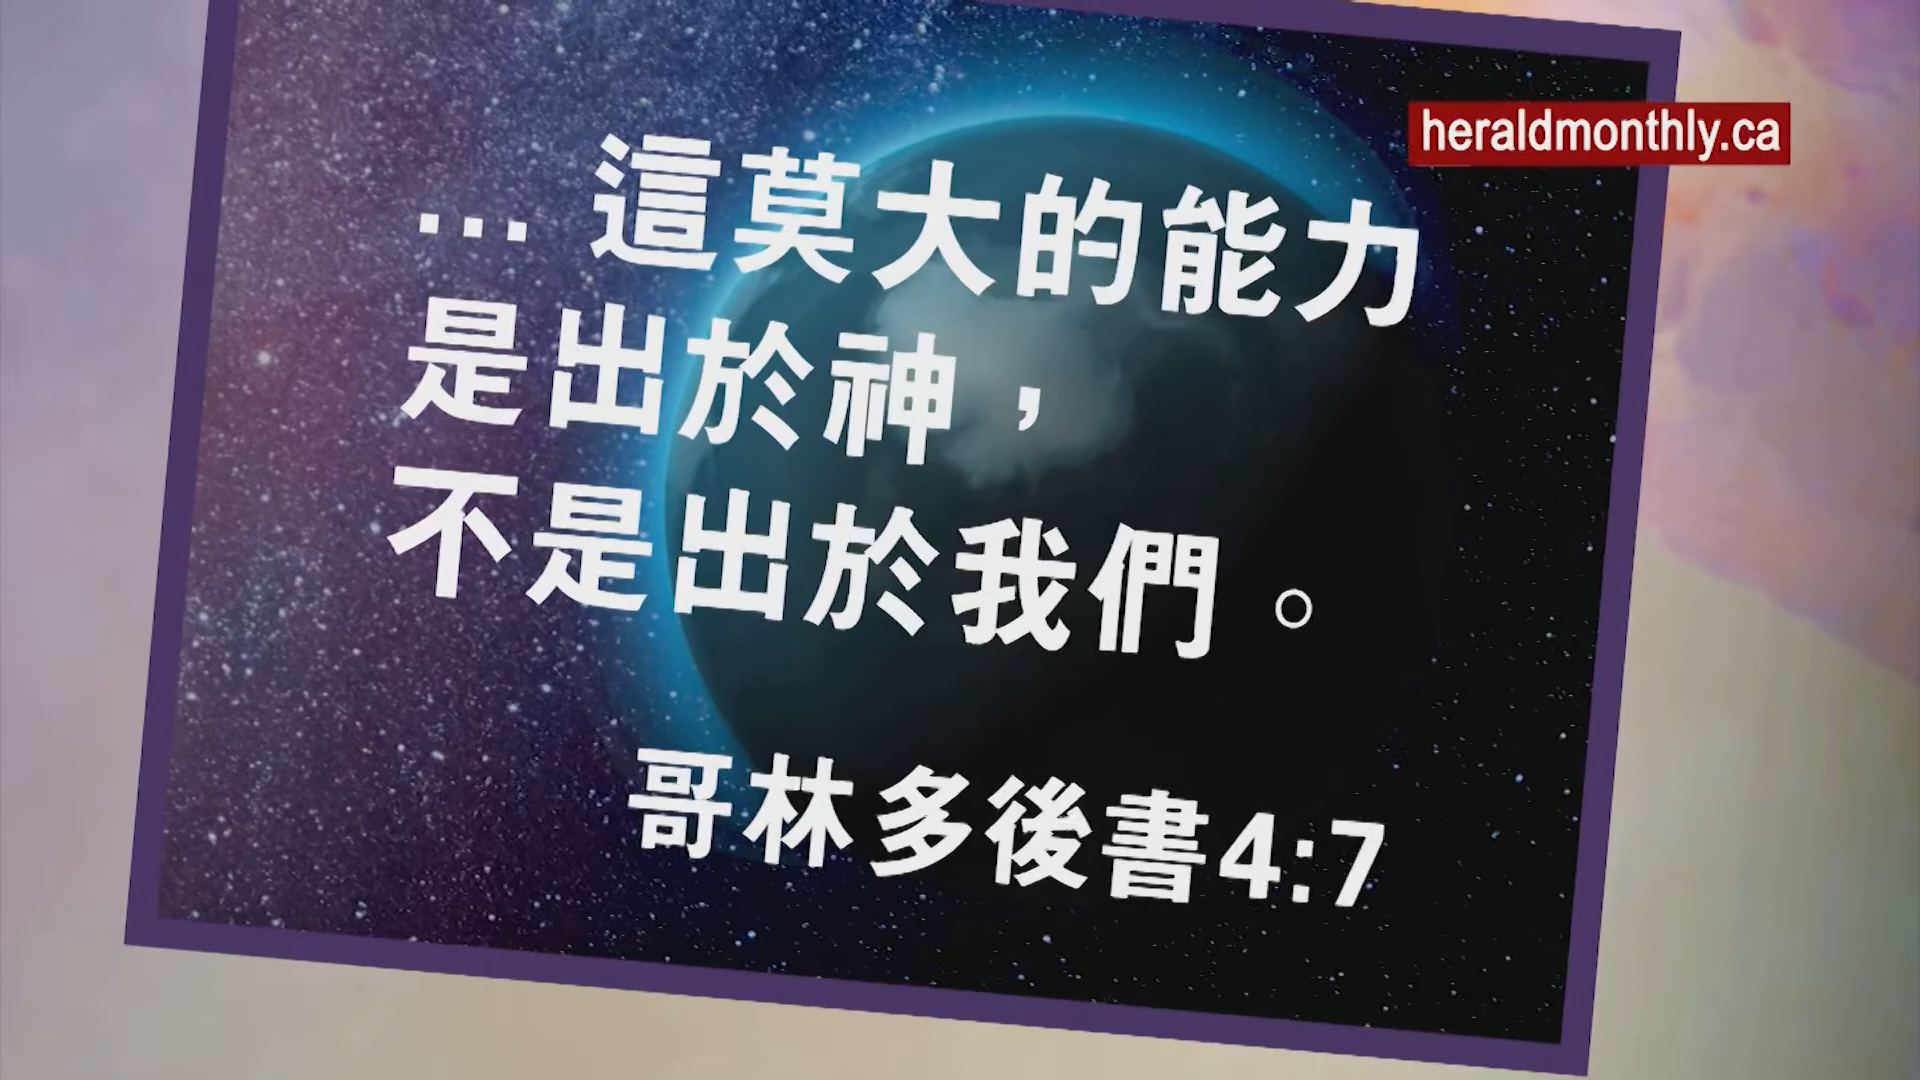 heraldmonthly.ca
... 這莫大的能力
是出於神，
不是出於我們。
哥林多後書4:7